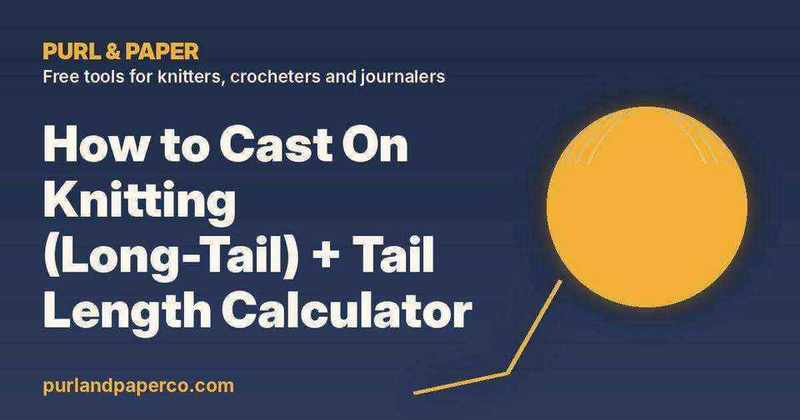 PURL & PAPER
Free tools for knitters, crocheters and journalers
How to Cast On
Knitting
(Long-Tail) + Tail
Length Calculator
purlandpaperco.com